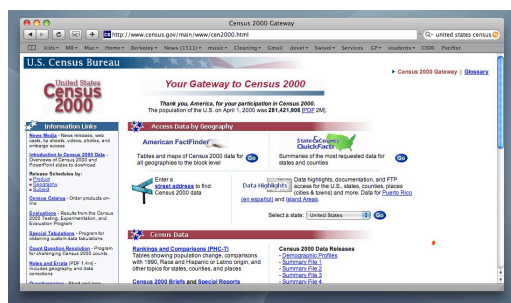 Census 2000 Gateway
http://www.census.gov/main/www/cen2000.html
united states census
kids MR Mac Home Berkeley News (1511) music Cleaning Gmail devel Swivel Services GF students CIDR Pacifist
U.S. Census Bureau
Census 2000 Gateway | Glossary
United States
Census
2000
Your Gateway to Census 2000
Thank you, America, for your participation in Census 2000.
The population of the U.S. on April 1, 2000 was 281,421,906 [PDF 2M].
Information Links
News Media - News releases, web
casts, tip sheets, videos, photos, and
embargo access
Introduction to Census 2000 Data -
Overviews of Census 2000 and
PowerPoint slides to download
Release Schedules by:
Product
Geography
Subject
Census Catalog - Order products on-
line
Evaluations - Results from the Census
2000 Testing, Experimentation, and
Evaluation Program
Special Tabulations - Program for
obtaining custom data tabulations
Count Question Resolution - Program
for challenging Census 2000 counts
Notes and Errata [PDF 1.4m] -
Includes geography and data
corrections
Access Data by Geography
American FactFinder
Tables and maps of Census 2000 data for
all geographies to the block level
Go
State & County
QuickFacts
Summaries of the most requested data for
states and counties
Go
Enter a
street address to find
Census 2000 data
Data Highlights
Data highlights, documentation, and FTP
access for the U.S., states, counties, places
(cities & towns) and more. Data for Puerto Rico
(en español) and Island Areas.
Select a state: United States Go
Census Data
Rankings and Comparisons (PHC-T)
Tables showing population change, comparisons
with 1990, Race and Hispanic or Latino origin, and
other topics for states, counties, and places
Census 2000 Briefs and Special Reports
Census 2000 Data Releases
- Demographic Profiles
- Summary File 1
- Summary File 2
- Summary File 3
- Summary File 4